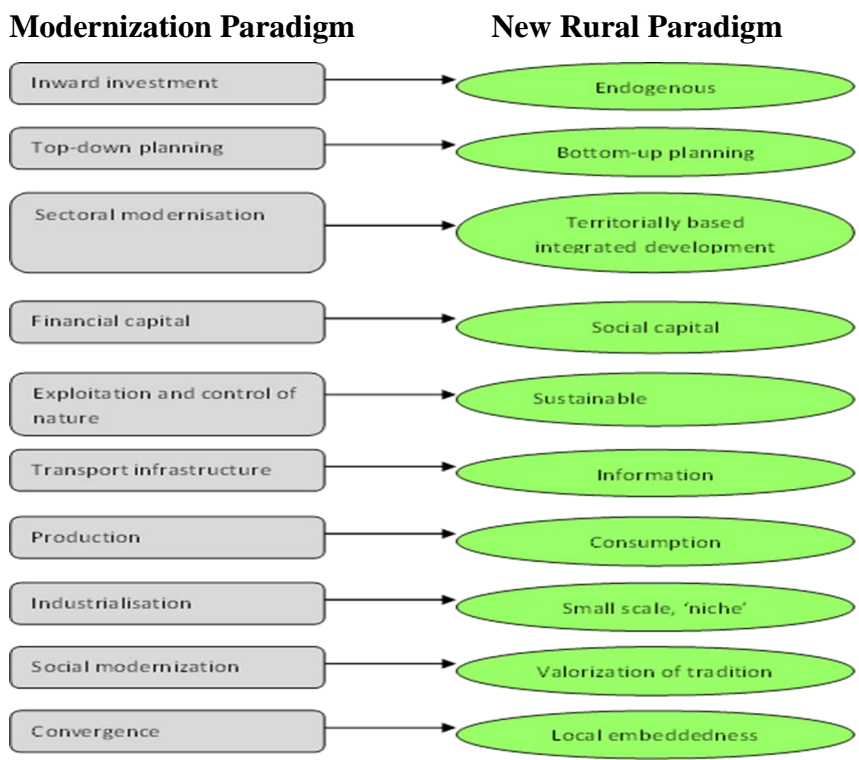 Modernization Paradigm New Rural Paradigm
Inward investment
Endogenous
Top-down planning
Bottom-up planning
Sectoral modernisation
Territorially based
integrated development
Financial capital
Social capital
Exploitation and control of
nature
Sustainable
Transport infrastructure
Information
Production
Consumption
Industrialisation
Small scale, ‘niche’
Social modernization
Valorization of tradition
Convergence
Local embeddedness